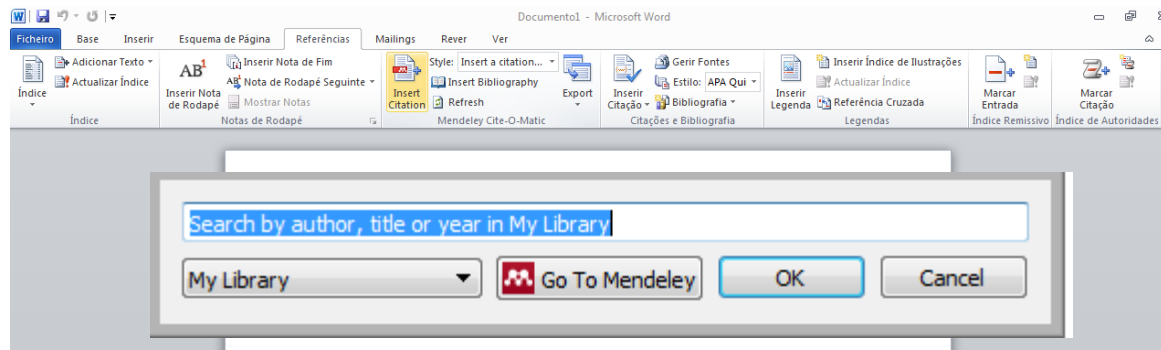 Documento1 - Microsoft Word
Ficheiro Base Inserir Esquema de Página Referências Mailings Rever Ver
Índice
Adicionar Texto
Actualizar Índice
Índice
AB1
Inserir Nota de Rodapé
Inserir Nota de Fim
Nota de Rodapé Seguinte
Mostrar Notas
Notas de Rodapé
Insert Citation
Style: Insert a citation...
Insert Bibliography
Refresh
Export
Mendeley Cite-O-Matic
Inserir Citação
Gerir Fontes
Estilo: APA Qui
Bibliografia
Citações e Bibliografia
Inserir Legenda
Inserir Índice de Ilustrações
Actualizar Índice
Referência Cruzada
Legendas
Marcar Entrada
Índice Remissivo
Marcar Citação
Índice de Autoridades
Search by author, title or year in My Library
My Library Go To Mendeley OK Cancel